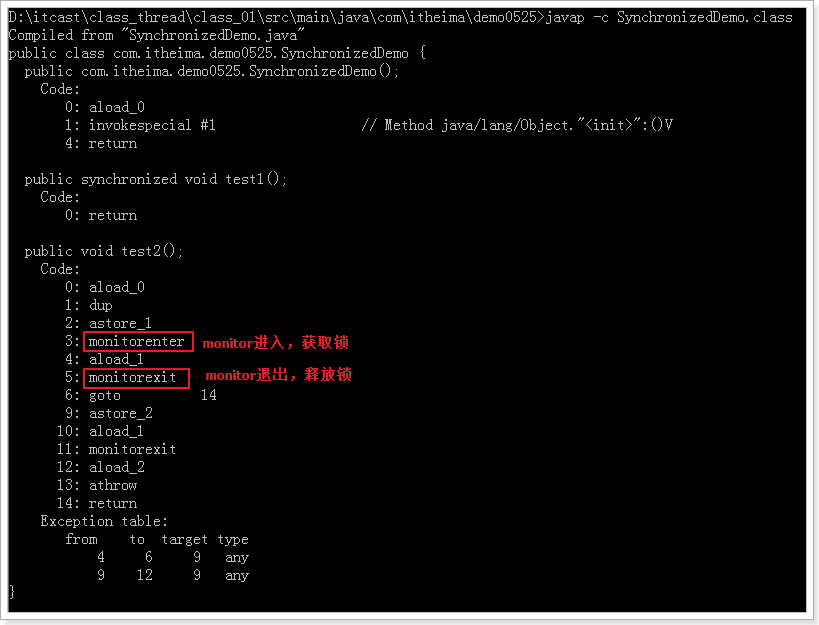 D:\itcast\class_thread\class_01\src\main\java\com\itheima\demo0525>javap -c SynchronizedDemo.class
Compiled from "SynchronizedDemo.java"
public class com.itheima.demo0525.SynchronizedDemo {
  public com.itheima.demo0525.SynchronizedDemo();
    Code:
       0: aload_0
       1: invokespecial #1                  // Method java/lang/Object."<init>":()V
       4: return

  public synchronized void test1();
    Code:
       0: return

  public void test2();
    Code:
       0: aload_0
       1: dup
       2: astore_1
       3: monitorenter monitor进入，获取锁
       4: aload_1
       5: monitorexit monitor退出，释放锁
       6: goto          14
       9: astore_2
      10: aload_1
      11: monitorexit
      12: aload_2
      13: athrow
      14: return
    Exception table:
       from    to  target type
           4     6     9   any
           9    12     9   any
}